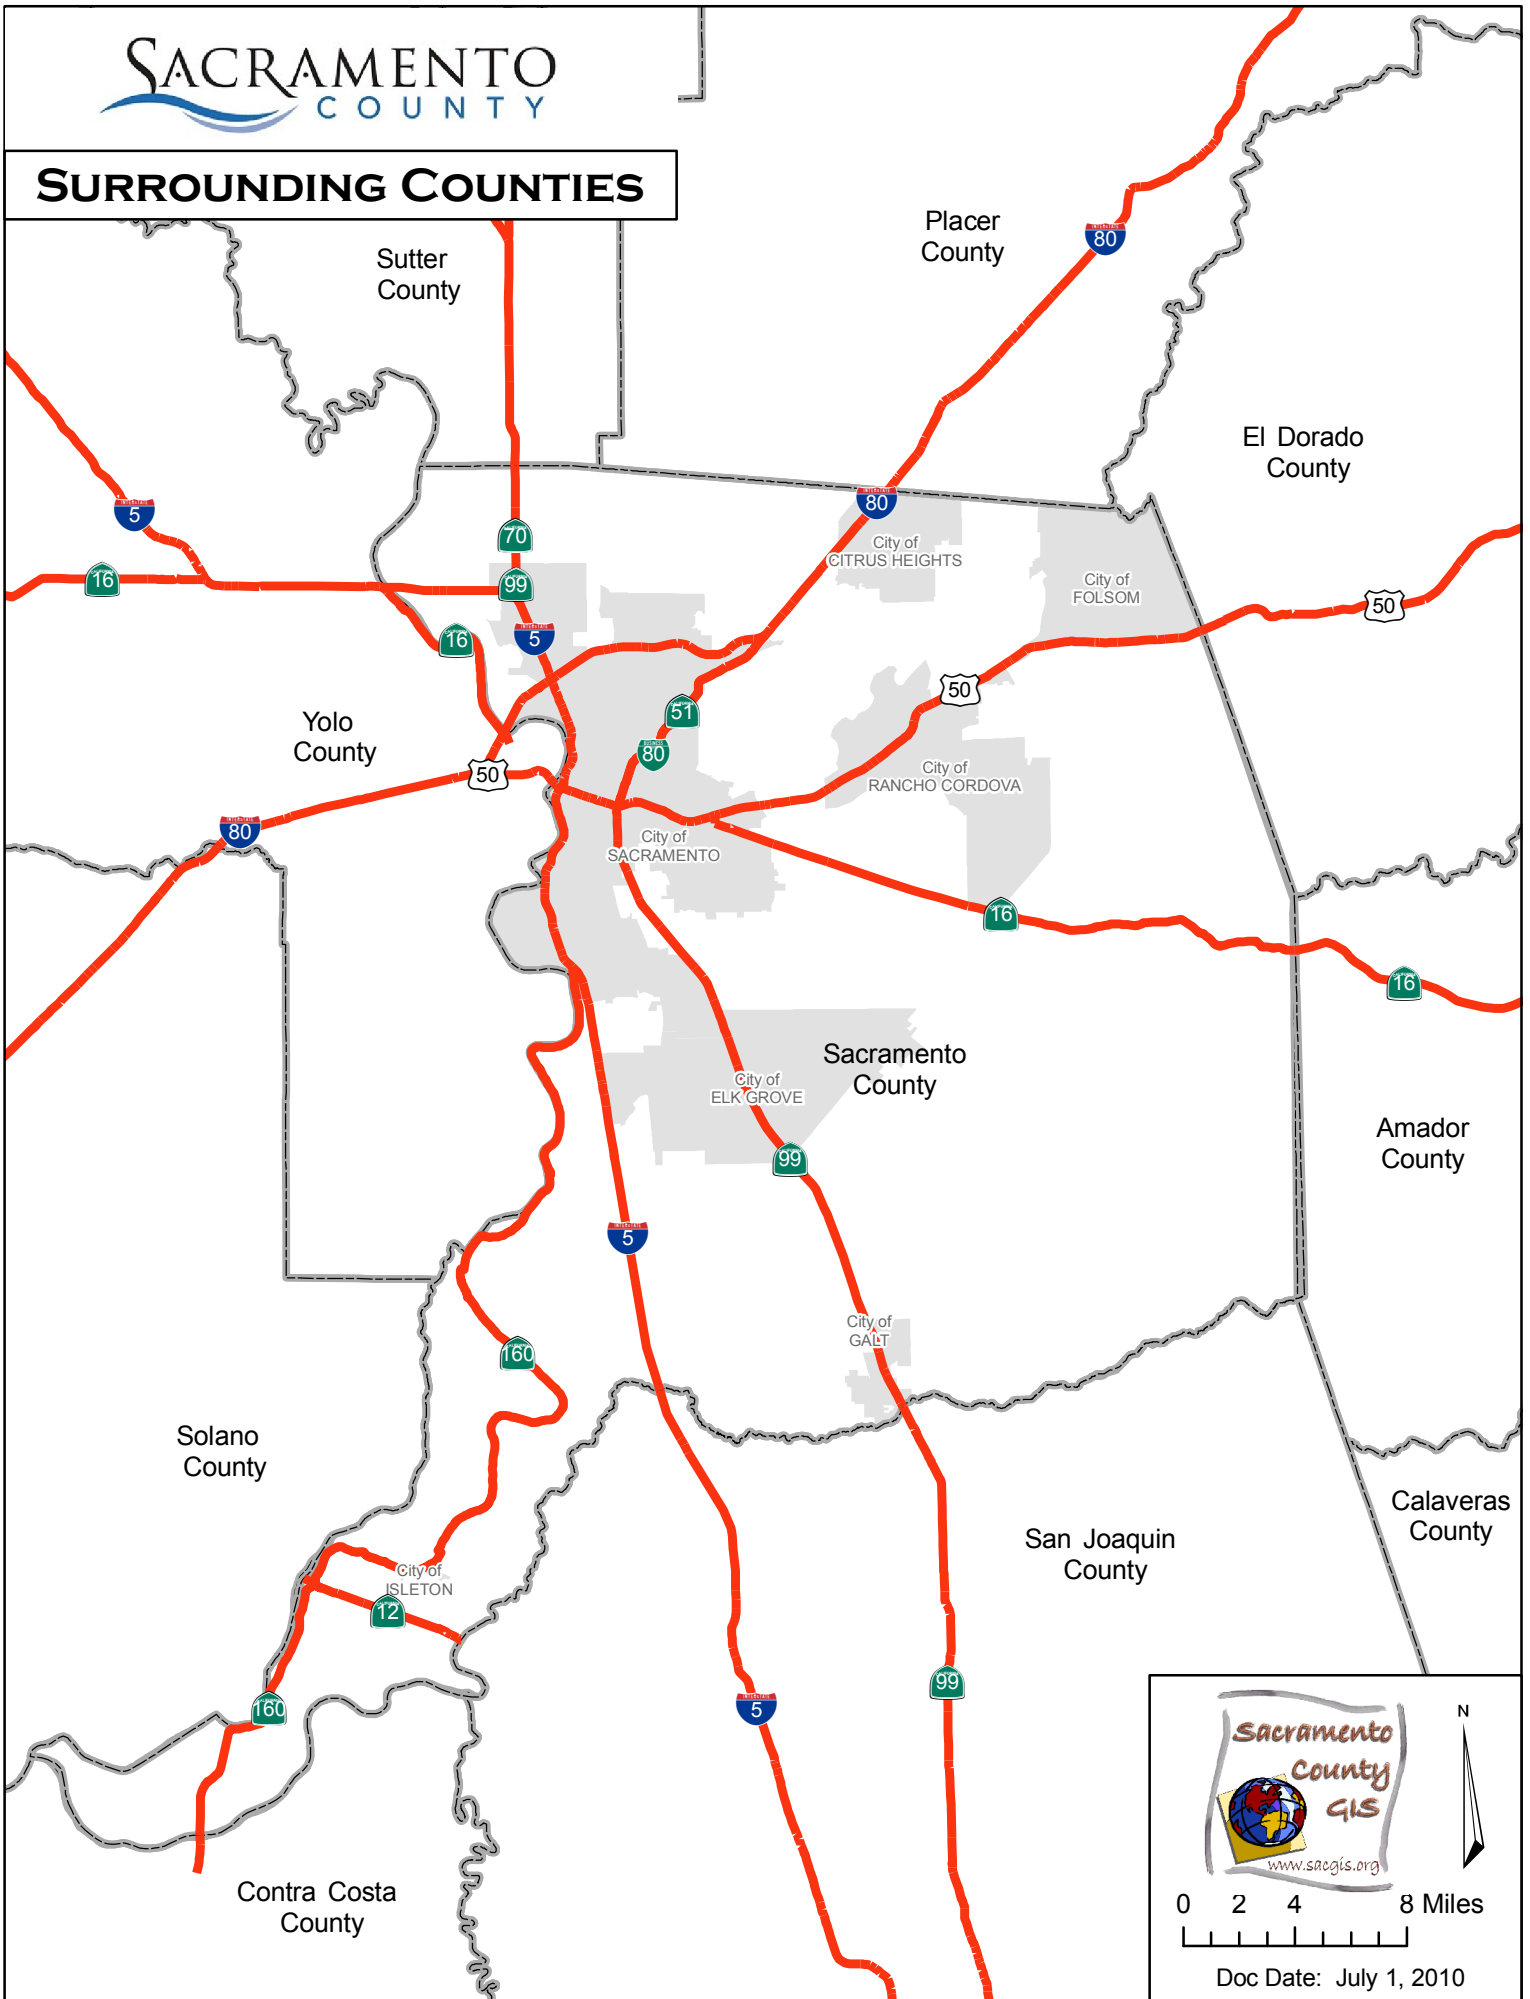 SACRAMENTO
COUNTY
SURROUNDING COUNTIES
Placer
County
80
Sutter
County
El Dorado
County
5
80
70
City of
CITRUS HEIGHTS
16
99
City of
FOLSOM
50
16
5
50
51
Yolo
County
80
50
City of
RANCHO CORDOVA
80
City of
SACRAMENTO
16
16
Sacramento
County
City of
ELK GROVE
Amador
County
99
5
City of
GALT
160
Solano
County
Calaveras
County
San Joaquin
County
City of
ISLETON
12
99
160
5
Sacramento
County
GIS
www.sacgis.org
N
Contra Costa
County
0 2 4 8 Miles
Doc Date: July 1, 2010